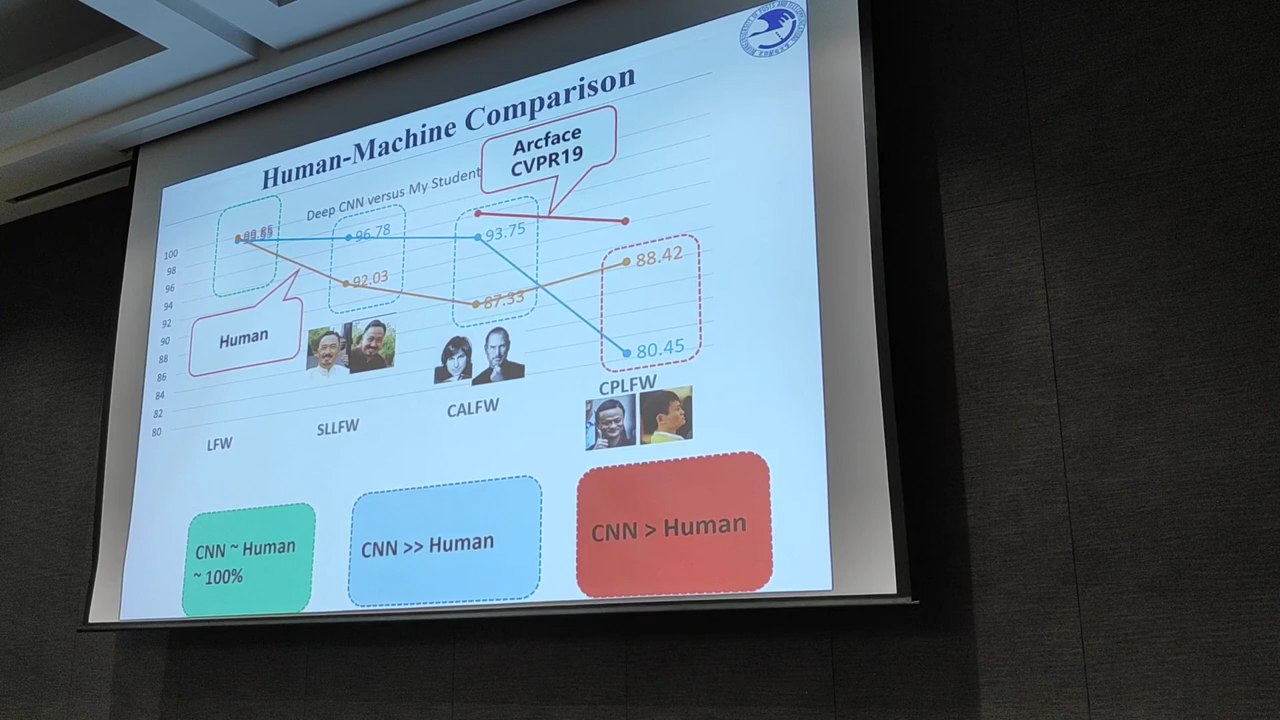 Human-Machine Comparison
Deep CNN versus My Student
Arcface
CVPR19
96.78
93.75
92.03
87.33
88.42
80.45
Human
100
98
96
94
92
90
88
86
84
82
80
LFW
SLLFW
CALFW
CPLFW
CNN ~ Human
~ 100%
CNN >> Human
CNN > Human